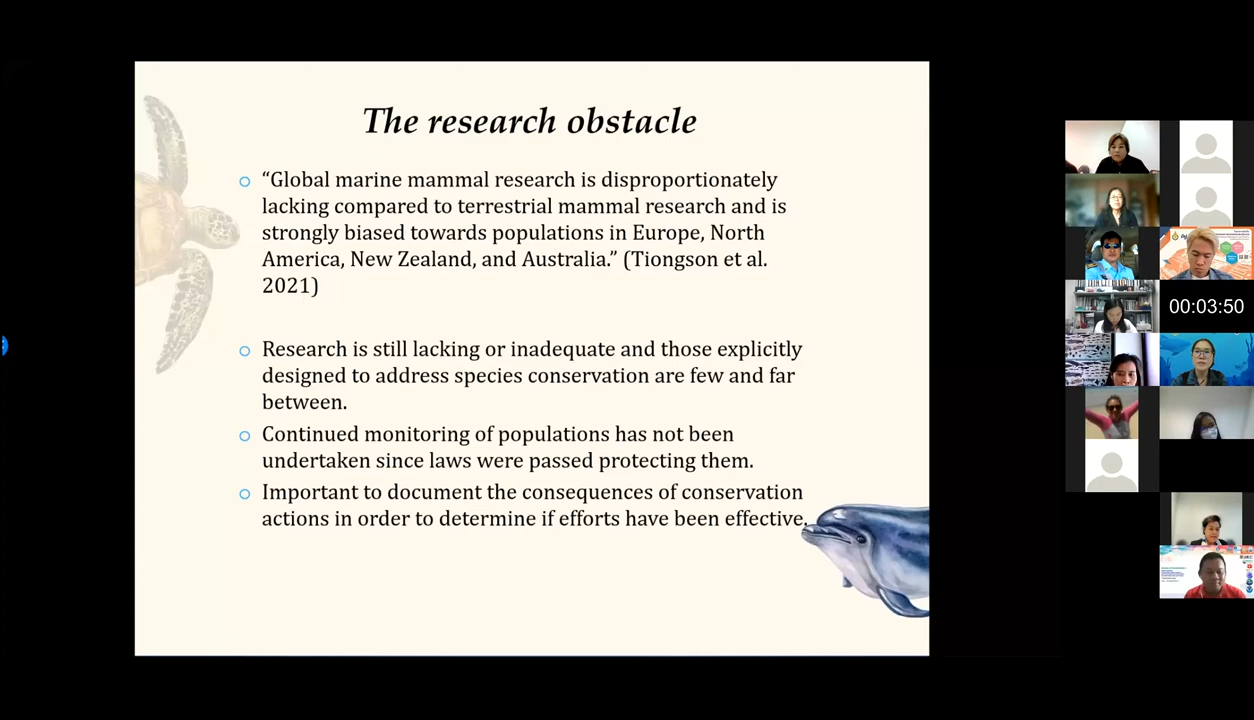 The research obstacle
“Global marine mammal research is disproportionately
lacking compared to terrestrial mammal research and is
strongly biased towards populations in Europe, North
America, New Zealand, and Australia.” (Tiongson et al.
2021)
Research is still lacking or inadequate and those explicitly
designed to address species conservation are few and far
between.
Continued monitoring of populations has not been
undertaken since laws were passed protecting them.
Important to document the consequences of conservation
actions in order to determine if efforts have been effective.
00:03:50